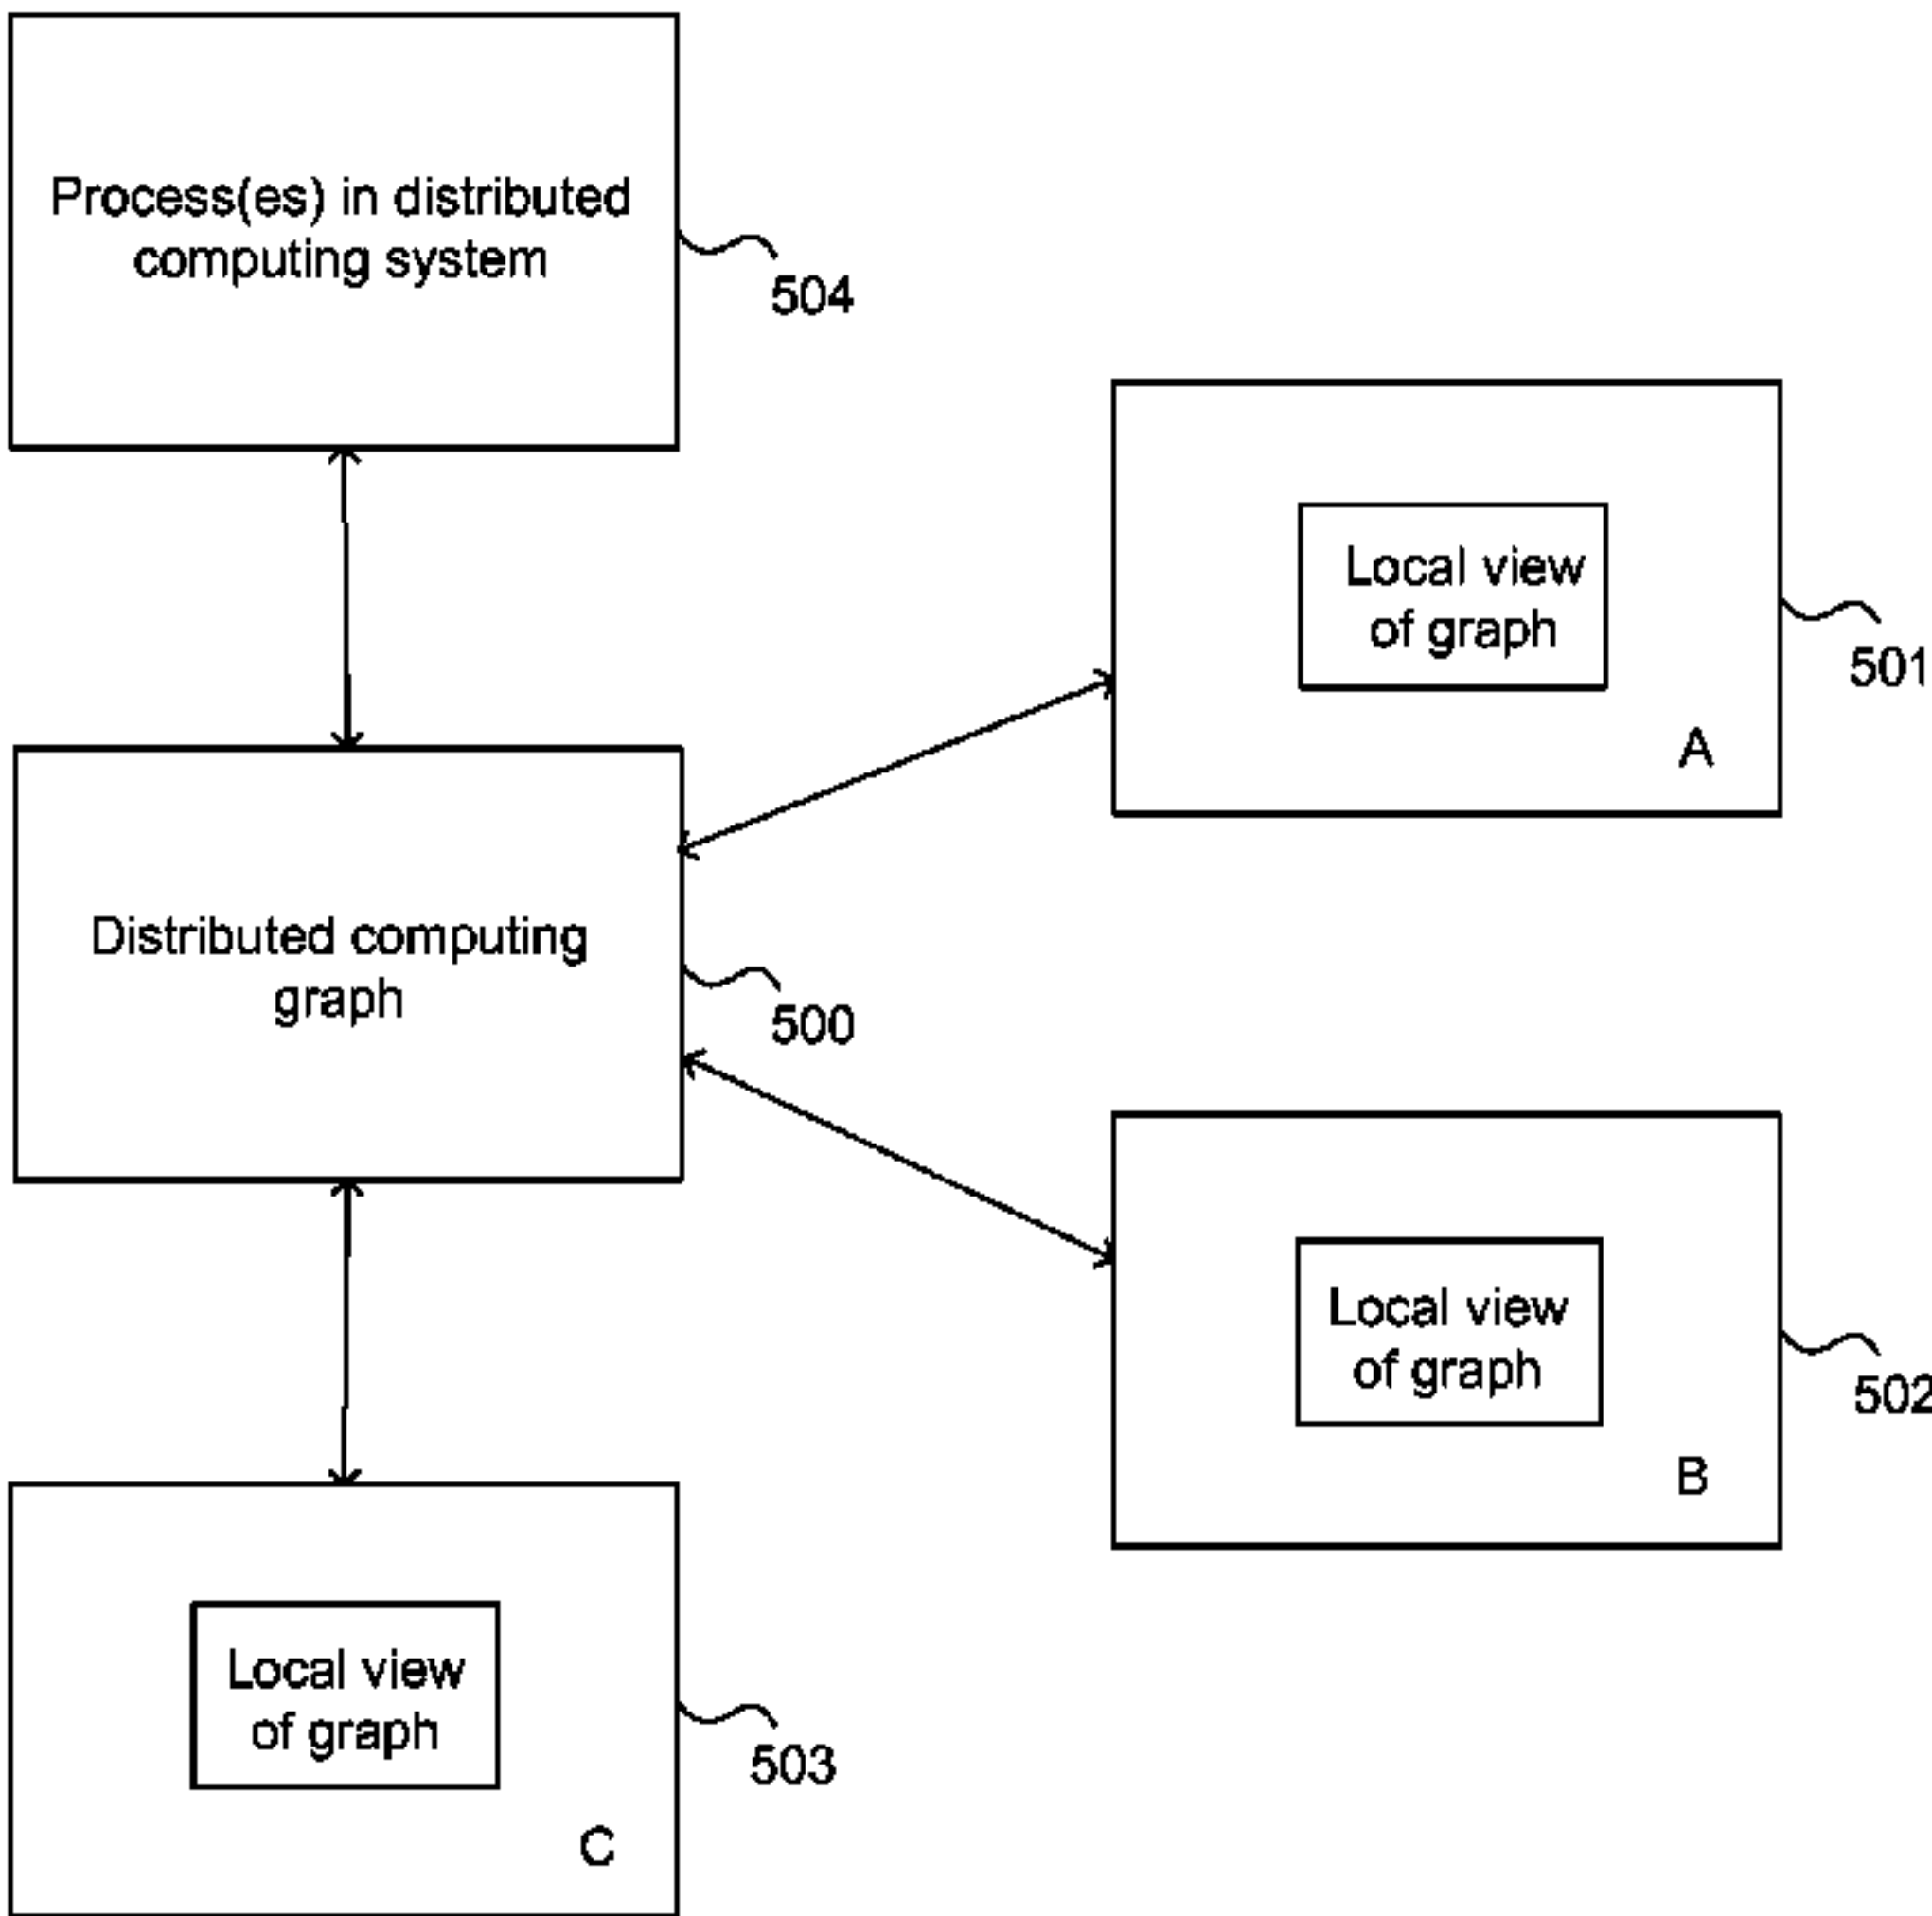 Process(es) in distributed
computing system
504
Local view
of graph
501
A
Distributed computing
graph
500
Local view
of graph
502
B
Local view
of graph
503
C